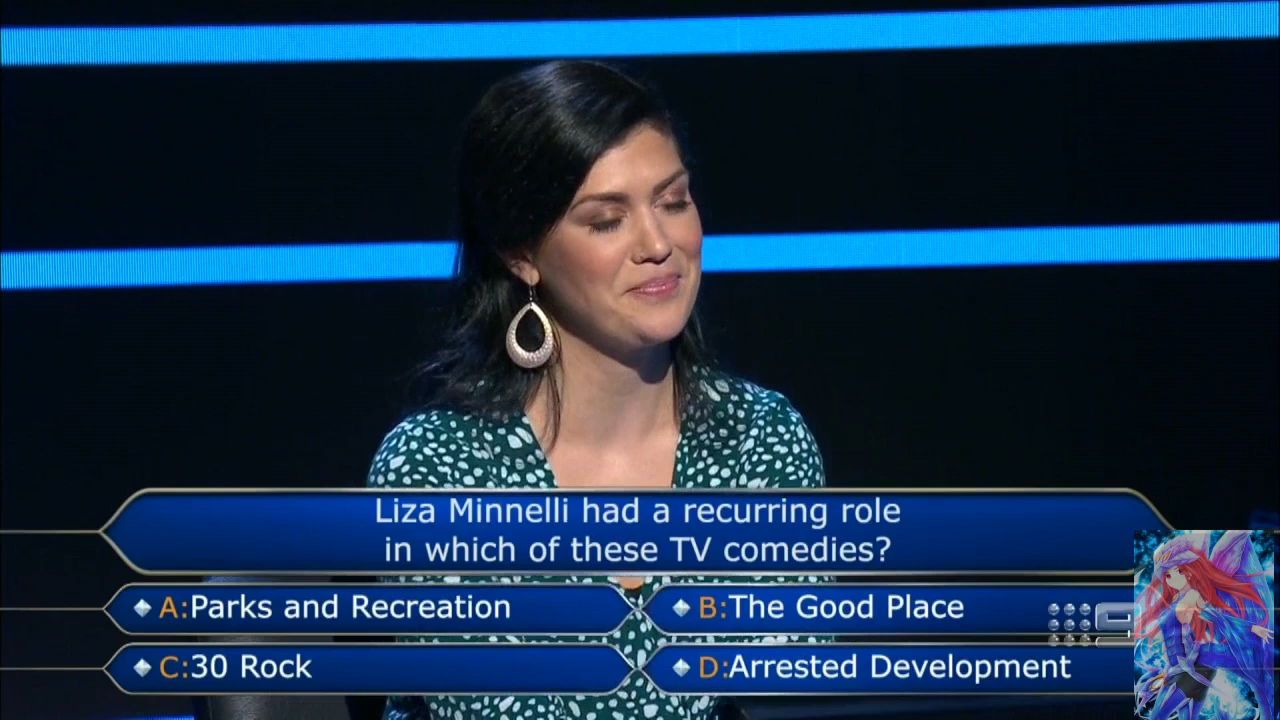 Liza Minnelli had a recurring role
in which of these TV comedies?
A:Parks and Recreation
B:The Good Place
C:30 Rock
D:Arrested Development
9